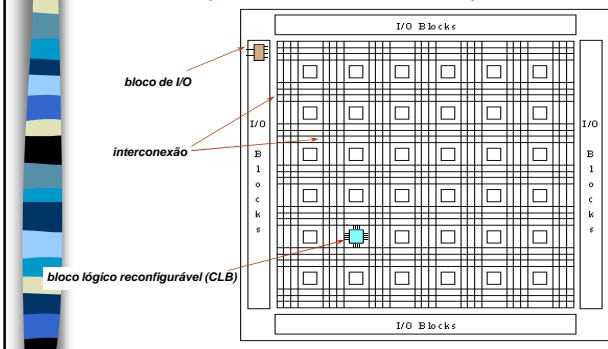 I/O Blocks
bloco de I/O
I/O
B
l
o
c
k
s
interconexão
bloco lógico reconfigurável (CLB)
I/O
B
l
o
c
k
s
I/O Blocks